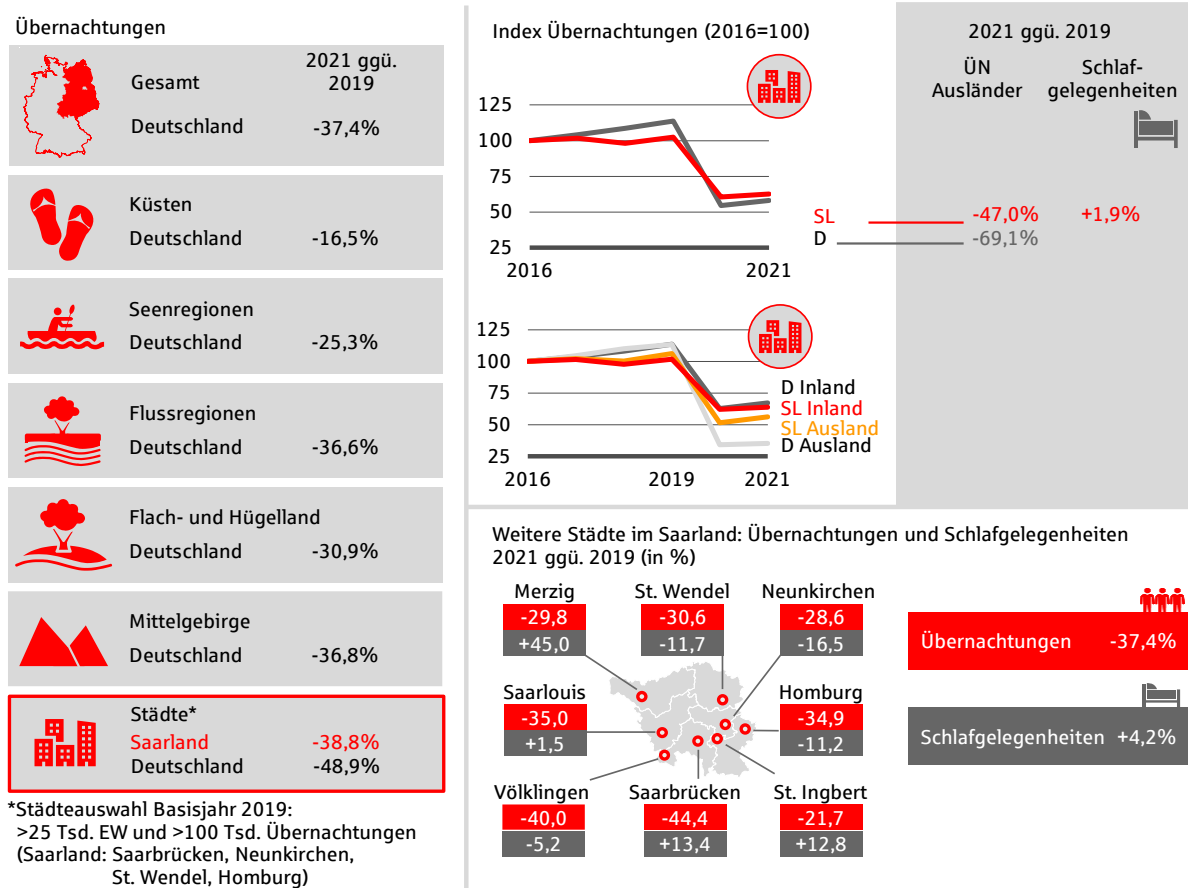 Übernachtungen
2021 ggü.
Gesamt 2019
Deutschland -37,4%
Küsten
Deutschland -16,5%
Seenregionen
Deutschland -25,3%
Flussregionen
Deutschland -36,6%
Flach- und Hügelland
Deutschland -30,9%
Mittelgebirge
Deutschland -36,8%
Städte*
Saarland -38,8%
Deutschland -48,9%
*Städteauswahl Basisjahr 2019:
>25 Tsd. EW und >100 Tsd. Übernachtungen
(Saarland: Saarbrücken, Neunkirchen,
St. Wendel, Homburg)
Index Übernachtungen (2016=100)
125
100
75
50
25
2016 2021
2021 ggü. 2019
ÜN Schlaf-
Ausländer gelegenheiten
SL -47,0% +1,9%
D -69,1%
125
100
75
50
25
2016 2019 2021
D Inland
SL Inland
SL Ausland
D Ausland
Weitere Städte im Saarland: Übernachtungen und Schlafgelegenheiten
2021 ggü. 2019 (in %)
Merzig St. Wendel Neunkirchen
-29,8 -30,6 -28,6
+45,0 -11,7 -16,5
Saarlouis Homburg
-35,0 -34,9
+1,5 -11,2
Völklingen Saarbrücken St. Ingbert
-40,0 -44,4 -21,7
-5,2 +13,4 +12,8
Übernachtungen -37,4%
Schlafgelegenheiten +4,2%